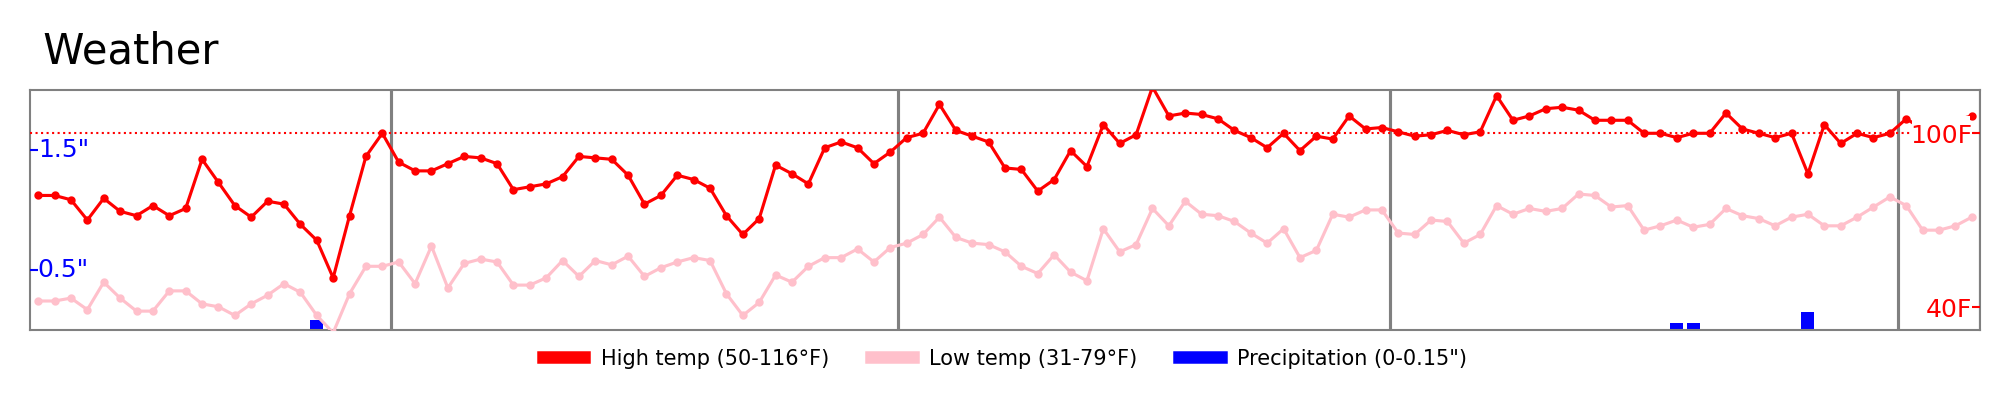 Weather
1.5"
100F
0.5"
40F
High temp (50-116°F) Low temp (31-79°F) Precipitation (0-0.15")